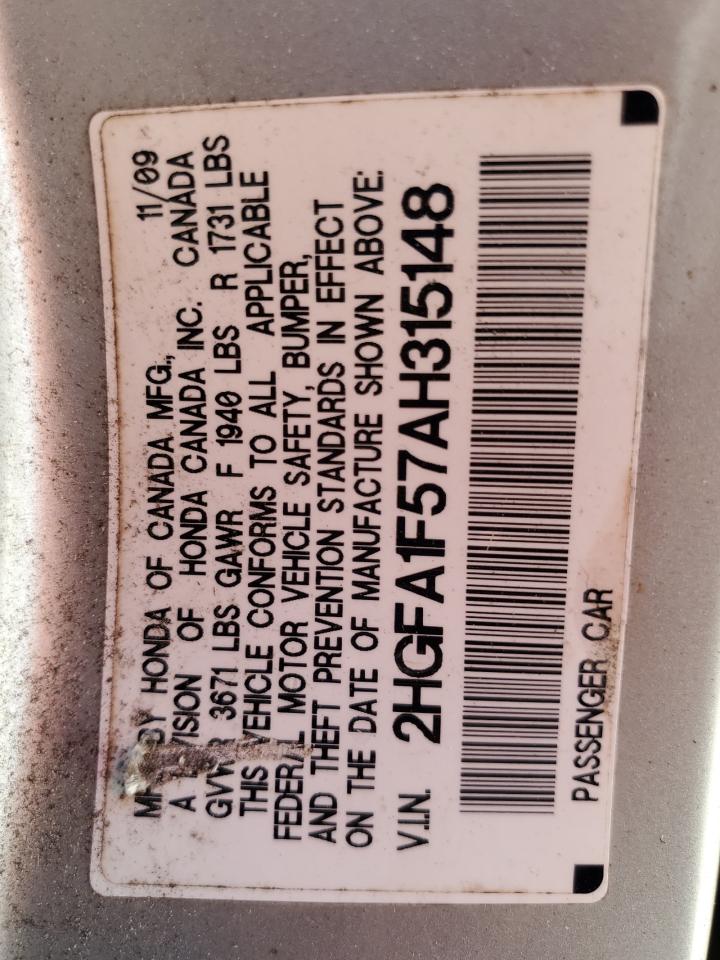 BY HONDA OF CANADA MFG., 11/09
A DIVISION OF HONDA CANADA INC. CANADA
GVWR 3671 LBS GAWR F 1940 LBS R 1731 LBS
THIS VEHICLE CONFORMS TO ALL APPLICABLE
FEDERAL MOTOR VEHICLE SAFETY, BUMPER,
AND THEFT PREVENTION STANDARDS IN EFFECT
ON THE DATE OF MANUFACTURE SHOWN ABOVE.
V.I.N. 2HGFA1F57AH315148
PASSENGER CAR